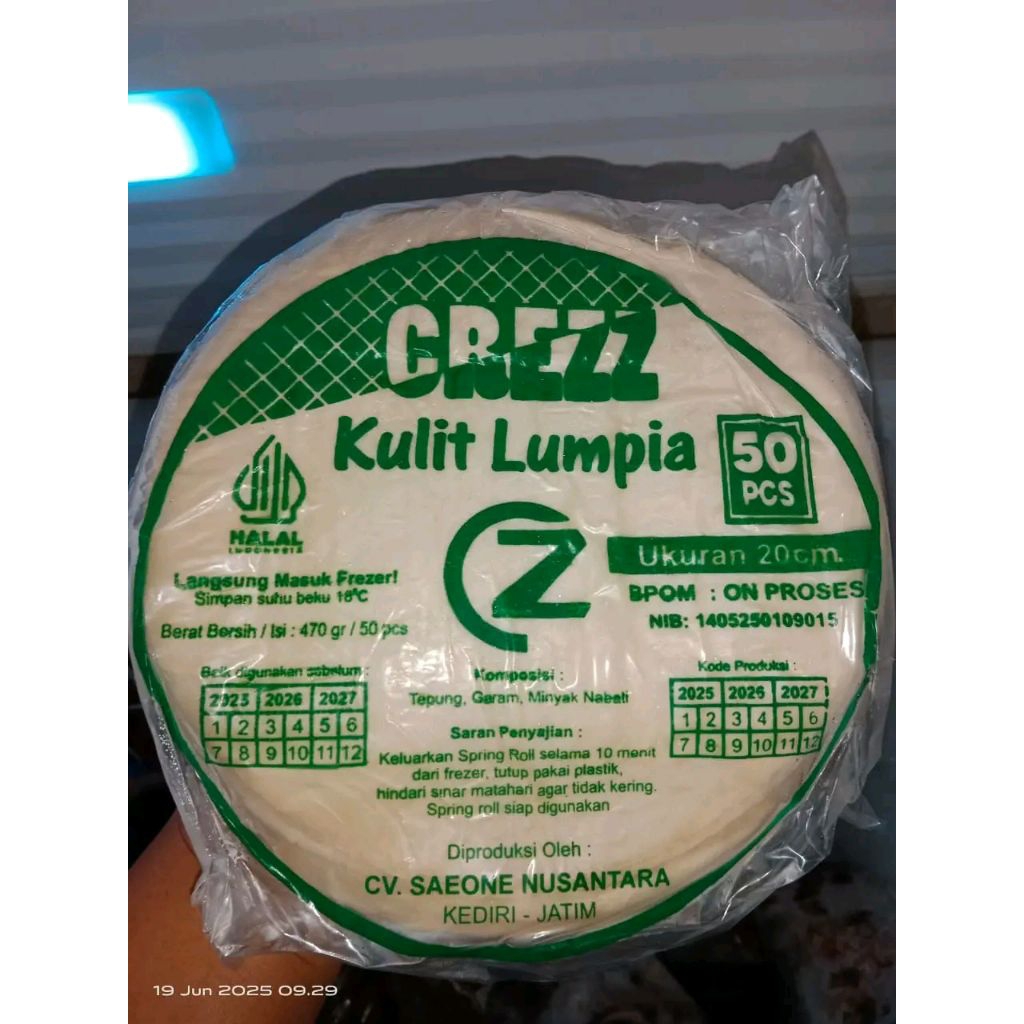 CREZZ
Kulit Lumpia
50
PCS
HALAL
INDONESIA
Ukuran 20cm.
Langsung Masuk Frezer!
Simpan suhu beku 18°C
BPOM : ON PROSES
NIB: 1405250109015
Berat Bersih / Isi : 470 gr / 50 pcs
Baik digunakan sebelum :
2025 2026 2027
1 2 3 4 5 6
7 8 9 10 11 12
Komposisi :
Tepung, Garam, Minyak Nabati
Kode Produksi :
2025 2026 2027
1 2 3 4 5 6
7 8 9 10 11 12
Saran Penyajian :
Keluarkan Spring Roll selama 10 menit
dari frezer, tutup pakai plastik,
hindari sinar matahari agar tidak kering.
Spring roll siap digunakan
Diproduksi Oleh :
CV. SAEONE NUSANTARA
KEDIRI - JATIM
19 Jun 2025 09.29